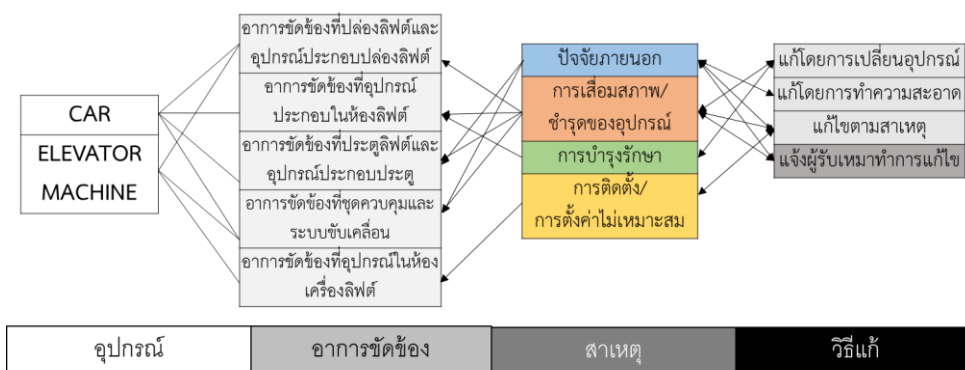 CAR
ELEVATOR
MACHINE
อาการขัดข้องที่ปล่องลิฟต์และ
อุปกรณ์ประกอบปล่องลิฟต์
อาการขัดข้องที่อุปกรณ์
ประกอบในห้องลิฟต์
อาการขัดข้องที่ประตูลิฟต์และ
อุปกรณ์ประกอบประตู
อาการขัดข้องที่ชุดควบคุมและ
ระบบขับเคลื่อน
อาการขัดข้องที่อุปกรณ์ในห้อง
เครื่องลิฟต์
ปัจจัยภายนอก
การเสื่อมสภาพ/
ชำรุดของอุปกรณ์
การบำรุงรักษา
การติดตั้ง/
การตั้งค่าไม่เหมาะสม
แก้โดยการเปลี่ยนอุปกรณ์
แก้โดยการทำความสะอาด
แก้ไขตามสาเหตุ
แจ้งผู้รับเหมาทำการแก้ไข
อุปกรณ์
อาการขัดข้อง
สาเหตุ
วิธีแก้